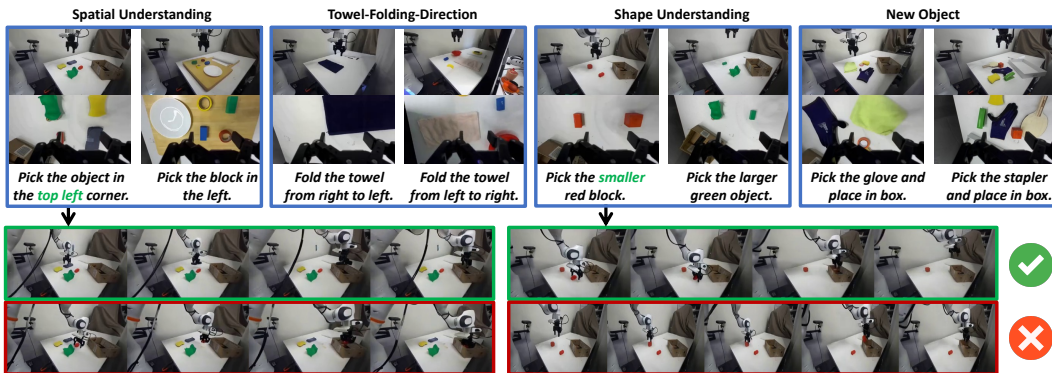 Spatial Understanding
Towel-Folding-Direction
Shape Understanding
New Object
Pick the object in
the top left corner.
Pick the block in
the left.
Fold the towel
from right to left.
Fold the towel
from left to right.
Pick the smaller
red block.
Pick the larger
green object.
Pick the glove and
place in box.
Pick the stapler
and place in box.